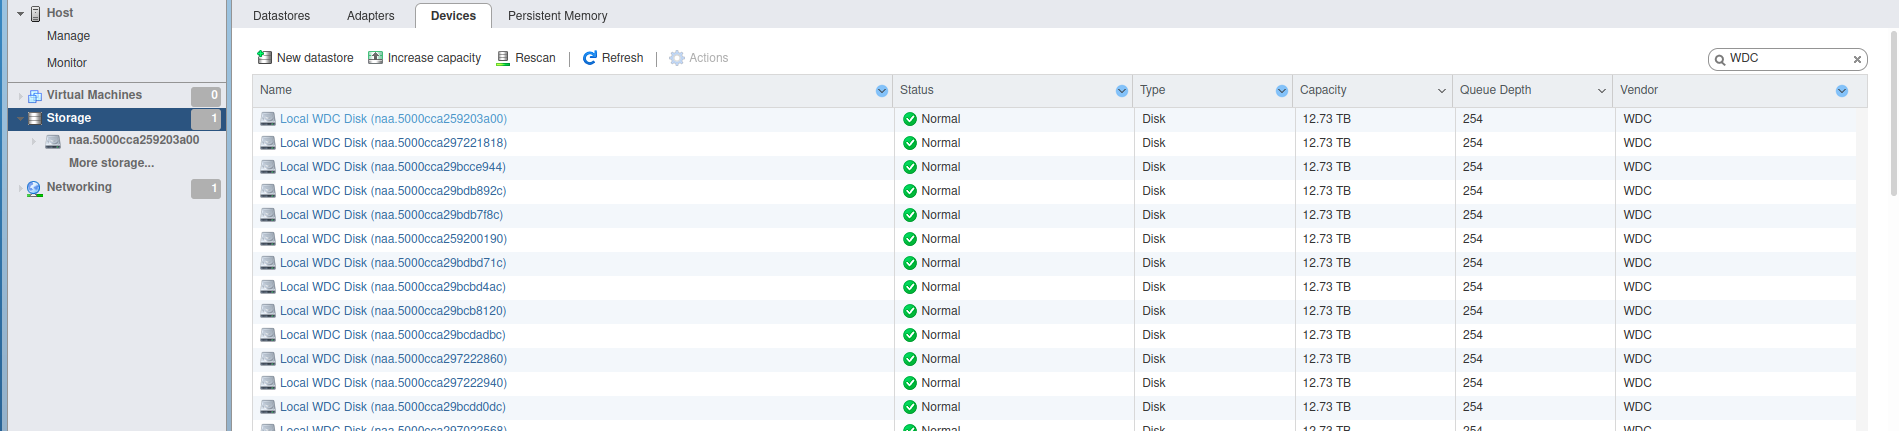 Host
Manage
Monitor
Virtual Machines 0
Storage 1
naa.5000cca259203a00
More storage...
Networking 1
Datastores Adapters Devices Persistent Memory
New datastore Increase capacity Rescan Refresh Actions WDC
Name Status Type Capacity Queue Depth Vendor
Local WDC Disk (naa.5000cca259203a00) Normal Disk 12.73 TB 254 WDC
Local WDC Disk (naa.5000cca297221818) Normal Disk 12.73 TB 254 WDC
Local WDC Disk (naa.5000cca29bcce944) Normal Disk 12.73 TB 254 WDC
Local WDC Disk (naa.5000cca29bdb892c) Normal Disk 12.73 TB 254 WDC
Local WDC Disk (naa.5000cca29bdb7f8c) Normal Disk 12.73 TB 254 WDC
Local WDC Disk (naa.5000cca259200190) Normal Disk 12.73 TB 254 WDC
Local WDC Disk (naa.5000cca29bdbd71c) Normal Disk 12.73 TB 254 WDC
Local WDC Disk (naa.5000cca29bcbd4ac) Normal Disk 12.73 TB 254 WDC
Local WDC Disk (naa.5000cca29bcb8120) Normal Disk 12.73 TB 254 WDC
Local WDC Disk (naa.5000cca29bcdadbc) Normal Disk 12.73 TB 254 WDC
Local WDC Disk (naa.5000cca297222860) Normal Disk 12.73 TB 254 WDC
Local WDC Disk (naa.5000cca297222940) Normal Disk 12.73 TB 254 WDC
Local WDC Disk (naa.5000cca29bcdd0dc) Normal Disk 12.73 TB 254 WDC
Local WDC Disk Normal Disk 12.73 TB 254 WDC